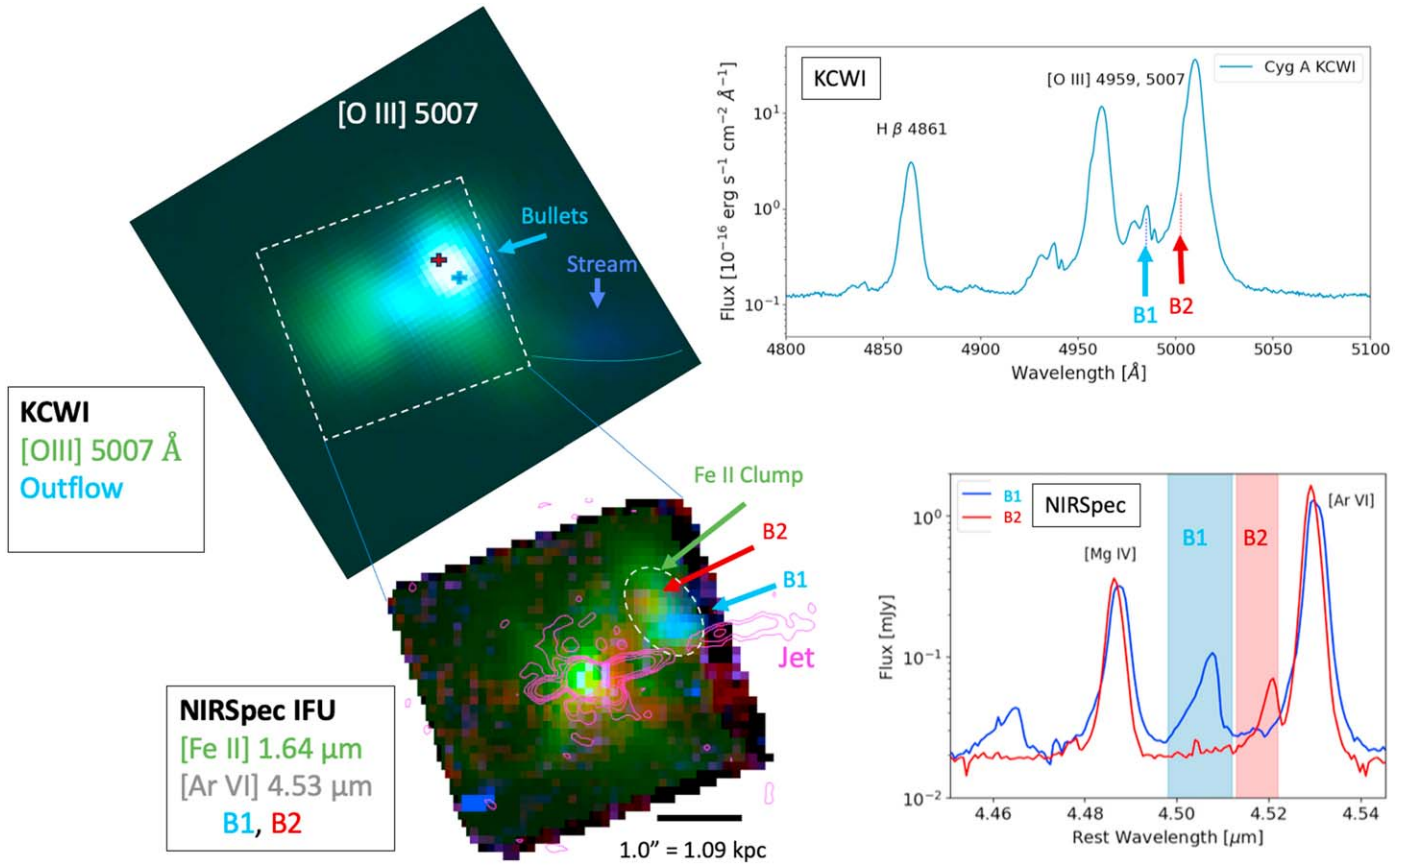 [O III] 5007
Bullets
Stream
KCWI
[OIII] 5007 Å
Outflow
Fe II Clump
B2
B1
Jet
NIRSpec IFU
[Fe II] 1.64 μm
[Ar VI] 4.53 μm
B1, B2
1.0” = 1.09 kpc
KCWI
[O III] 4959, 5007
Cyg A KCWI
H β 4861
B1
B2
Flux [10⁻¹⁶ erg s⁻¹ cm⁻² Å⁻¹]
10¹
10⁰
10⁻¹
4800 4850 4900 4950 5000 5050 5100
Wavelength [Å]
B1
B2
NIRSpec
[Mg IV]
B1
B2
[Ar VI]
Flux [mJy]
10⁰
10⁻¹
10⁻²
4.46 4.48 4.50 4.52 4.54
Rest Wavelength [μm]